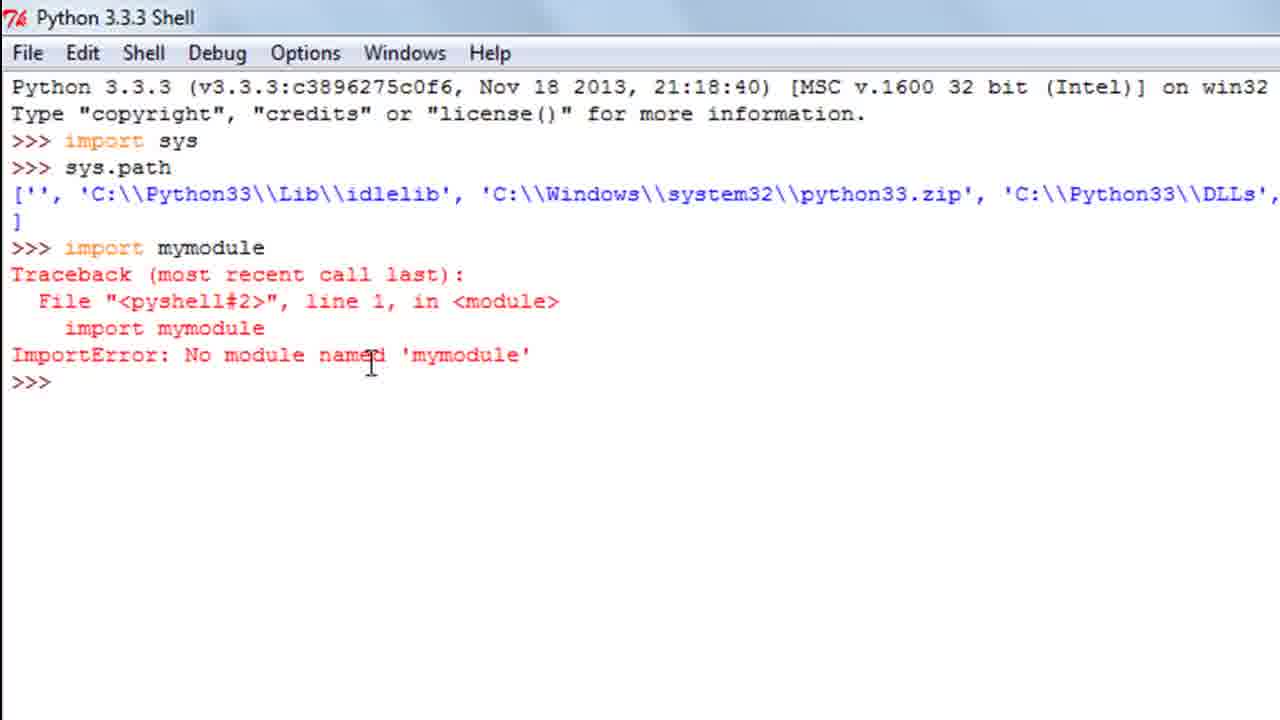 Python 3.3.3 Shell
File Edit Shell Debug Options Windows Help
Python 3.3.3 (v3.3.3:c3896275c0f6, Nov 18 2013, 21:18:40) [MSC v.1600 32 bit (Intel)] on win32
Type "copyright", "credits" or "license()" for more information.
>>> import sys
>>> sys.path
['', 'C:\\Python33\\Lib\\idlelib', 'C:\\Windows\\system32\\python33.zip', 'C:\\Python33\\DLLs',
]
>>> import mymodule
Traceback (most recent call last):
  File "<pyshell#2>", line 1, in <module>
    import mymodule
ImportError: No module named 'mymodule'
>>>